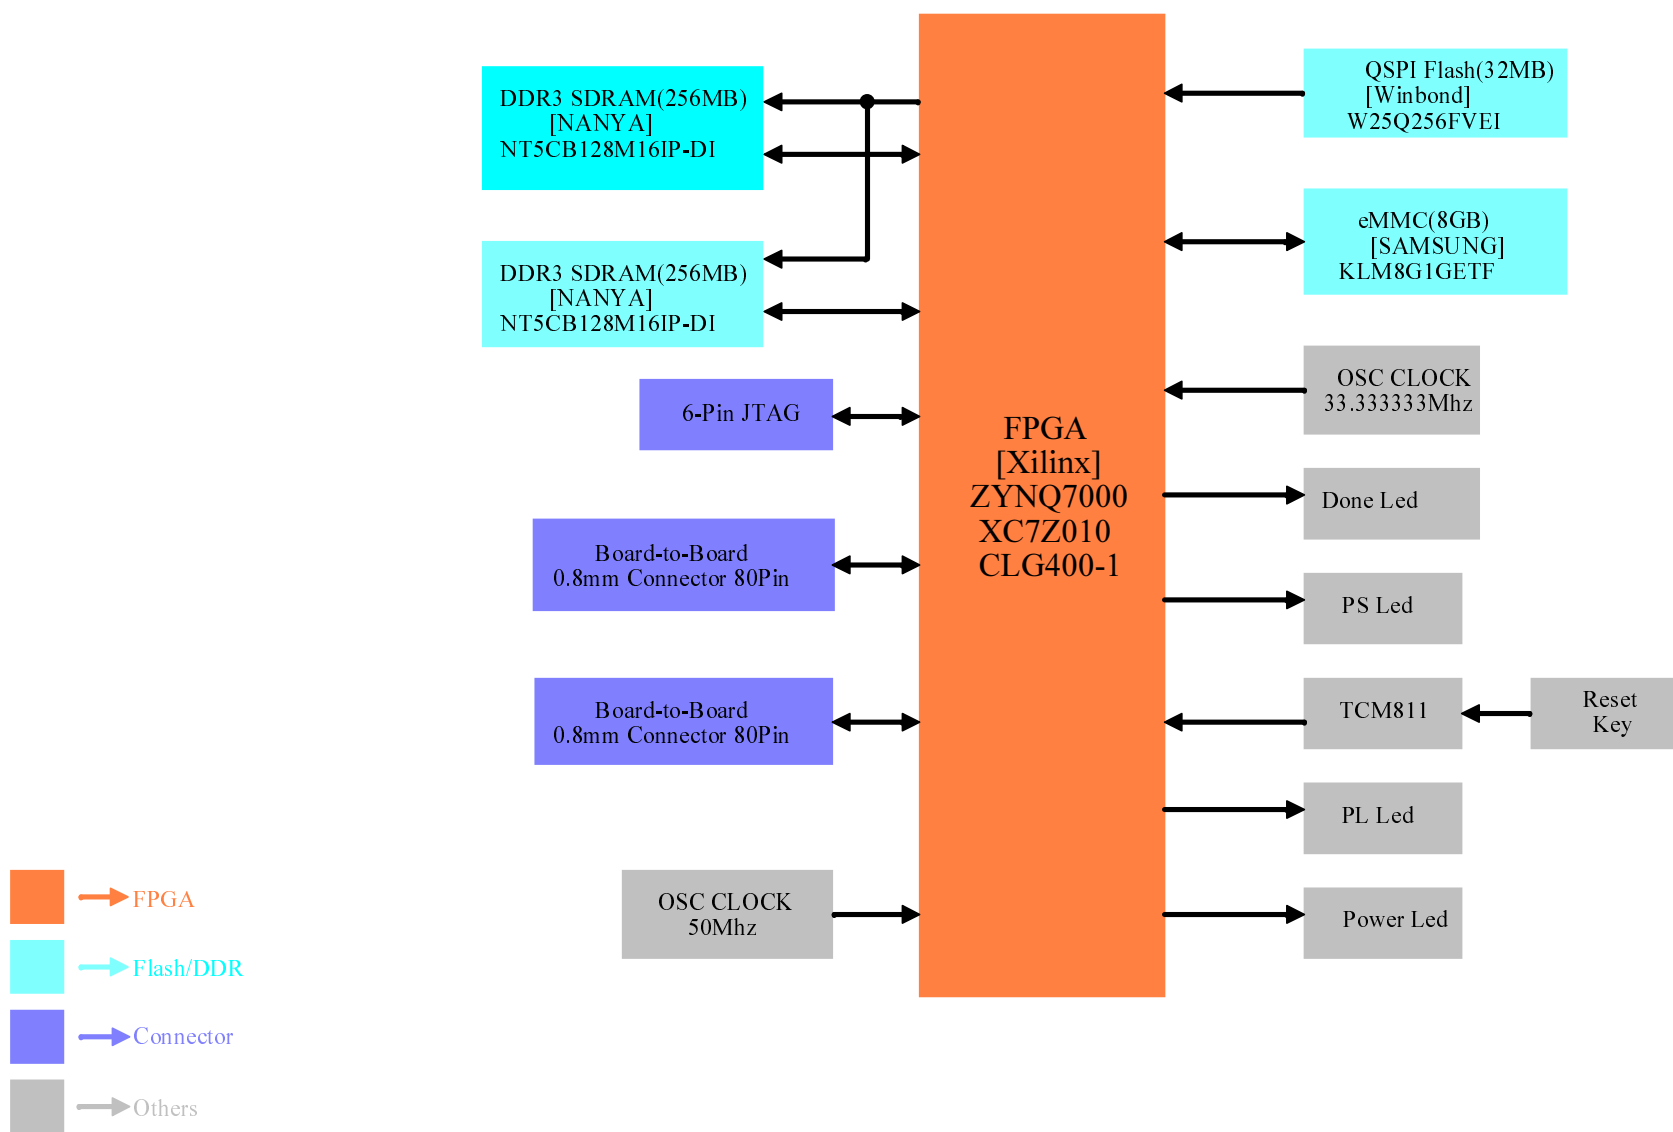 DDR3 SDRAM(256MB)
[NANYA]
NT5CB128M16IP-DI
DDR3 SDRAM(256MB)
[NANYA]
NT5CB128M16IP-DI
6-Pin JTAG
Board-to-Board
0.8mm Connector 80Pin
Board-to-Board
0.8mm Connector 80Pin
OSC CLOCK
50Mhz
FPGA
[Xilinx]
ZYNQ7000
XC7Z010
CLG400-1
QSPI Flash(32MB)
[Winbond]
W25Q256FVEI
eMMC(8GB)
[SAMSUNG]
KLM8G1GETF
OSC CLOCK
33.333333Mhz
Done Led
PS Led
TCM811
Reset
Key
PL Led
Power Led
FPGA
Flash/DDR
Connector
Others